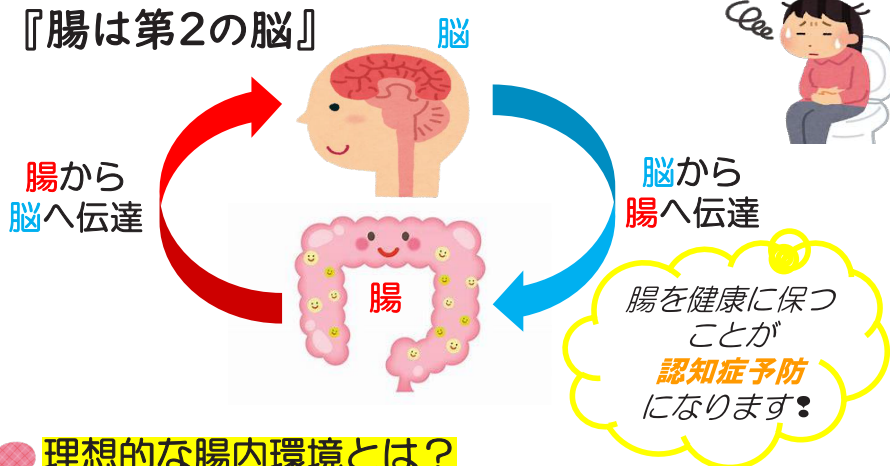 『腸は第2の脳』
脳
腸から
脳へ伝達
脳から
腸へ伝達
腸
腸を健康に保つ
ことが
認知症予防
になります❢
理想的な腸内環境とは？